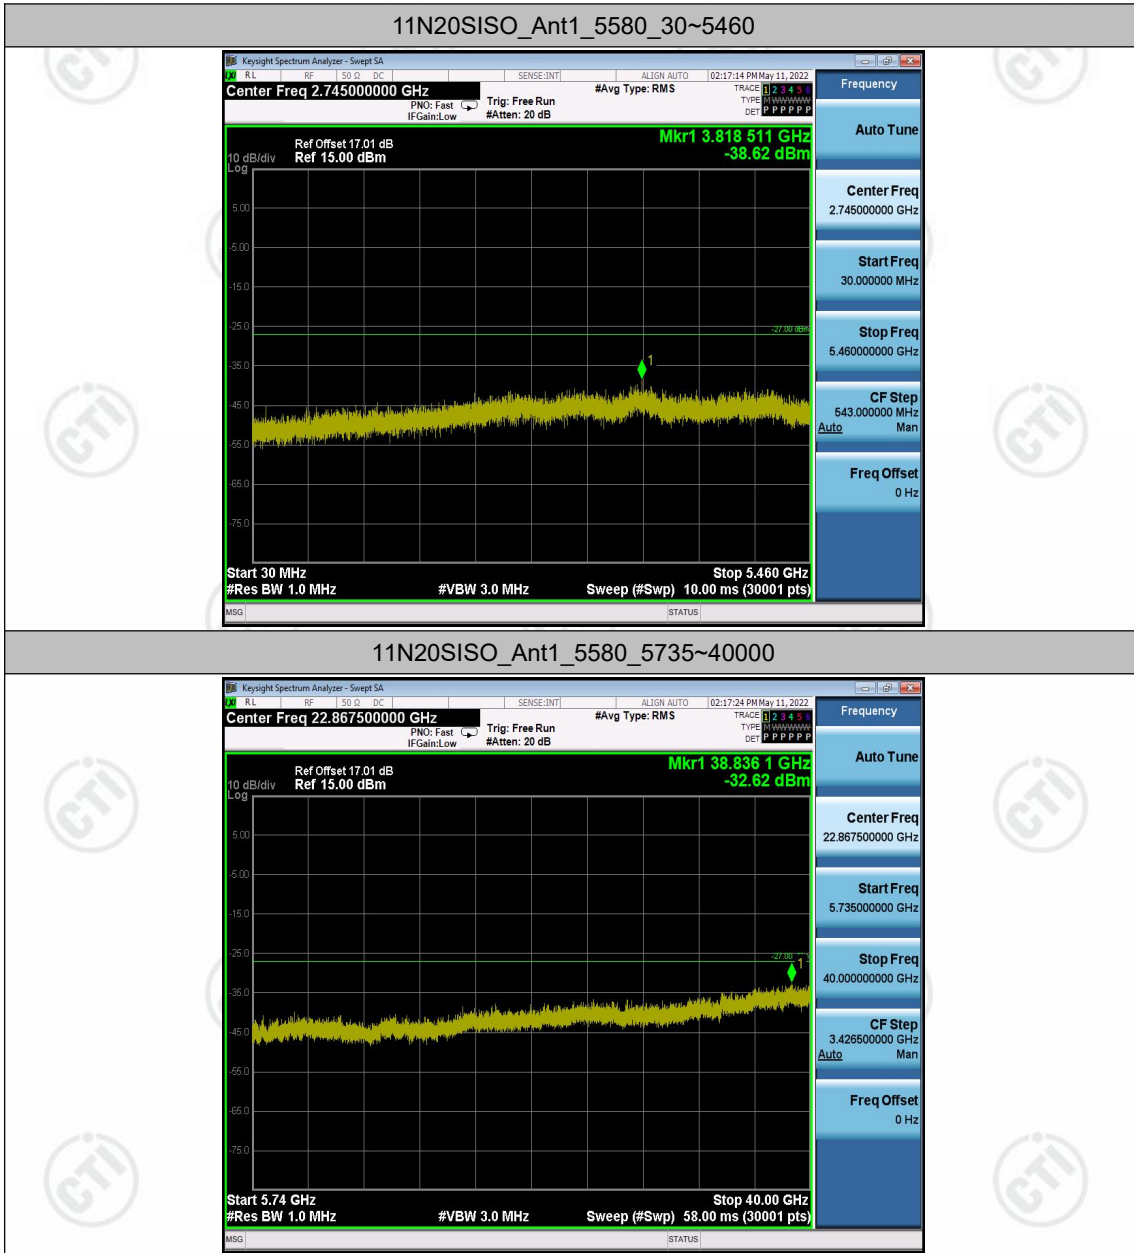 11N20SISO_Ant1_5580_30~5460
Keysight Spectrum Analyzer - Swept SA
RL RF 50 Ω DC SENSE:INT ALIGN AUTO 02:17:14 PM May 11, 2022
Center Freq 2.745000000 GHz #Avg Type: RMS TRACE 1 2 3 4 5 6
PNO: Fast Trig: Free Run TYPE M WWWWW
IFGain:Low #Atten: 20 dB DET P P P P P P
Frequency
Mkr1 3.818 511 GHz
-38.62 dBm
Ref Offset 17.01 dB
10 dB/div Ref 15.00 dBm
Log
5.00
-5.00
-15.0
-25.0
-27.00 dBm
-35.0
1
-45.0
-55.0
-65.0
-75.0
Start 30 MHz Stop 5.460 GHz
#Res BW 1.0 MHz #VBW 3.0 MHz Sweep (#Swp) 10.00 ms (30001 pts)
MSG STATUS
Auto Tune
Center Freq
2.745000000 GHz
Start Freq
30.000000 MHz
Stop Freq
5.460000000 GHz
CF Step
543.000000 MHz
Auto Man
Freq Offset
0 Hz
11N20SISO_Ant1_5580_5735~40000
Keysight Spectrum Analyzer - Swept SA
RL RF 50 Ω DC SENSE:INT ALIGN AUTO 02:17:24 PM May 11, 2022
Center Freq 22.867500000 GHz #Avg Type: RMS TRACE 1 2 3 4 5 6
PNO: Fast Trig: Free Run TYPE M WWWWW
IFGain:Low #Atten: 20 dB DET P P P P P P
Frequency
Mkr1 38.836 1 GHz
-32.62 dBm
Ref Offset 17.01 dB
10 dB/div Ref 15.00 dBm
Log
5.00
-5.00
-15.0
-25.0
-27.00
1
-35.0
-45.0
-55.0
-65.0
-75.0
Start 5.74 GHz Stop 40.00 GHz
#Res BW 1.0 MHz #VBW 3.0 MHz Sweep (#Swp) 58.00 ms (30001 pts)
MSG STATUS
Auto Tune
Center Freq
22.867500000 GHz
Start Freq
5.735000000 GHz
Stop Freq
40.000000000 GHz
CF Step
3.426500000 GHz
Auto Man
Freq Offset
0 Hz
CTI
CTI
CTI
CTI
CTI
CTI
CTI
CTI